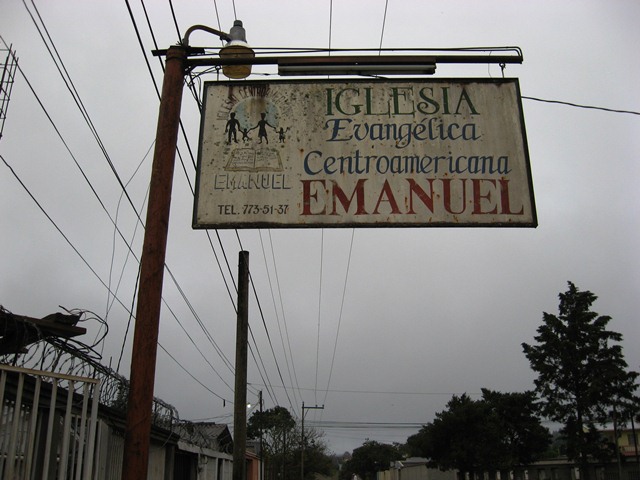 IGLESIA
Evangélica
Centroamericana
EMANUEL
EMANUEL
TEL. 773-51-37